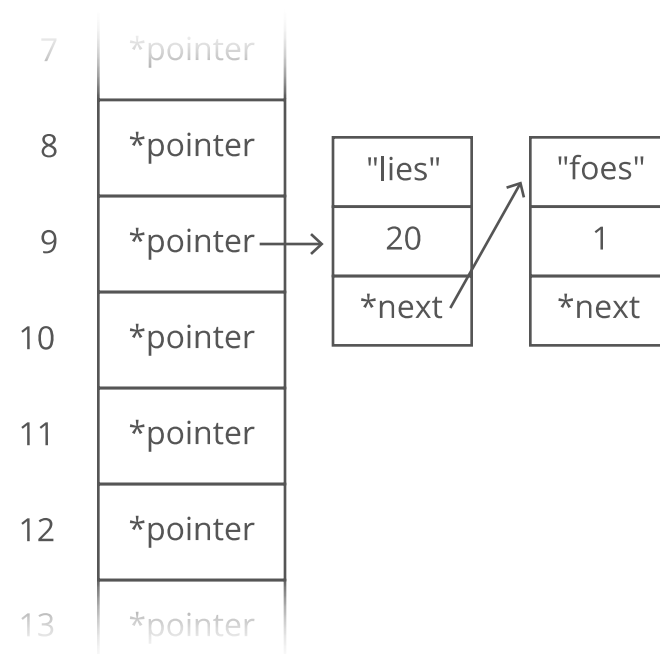 7 *pointer
8 *pointer
"lies" "foes"
9 *pointer 20 1
*next *next
10 *pointer
11 *pointer
12 *pointer
13 *pointer